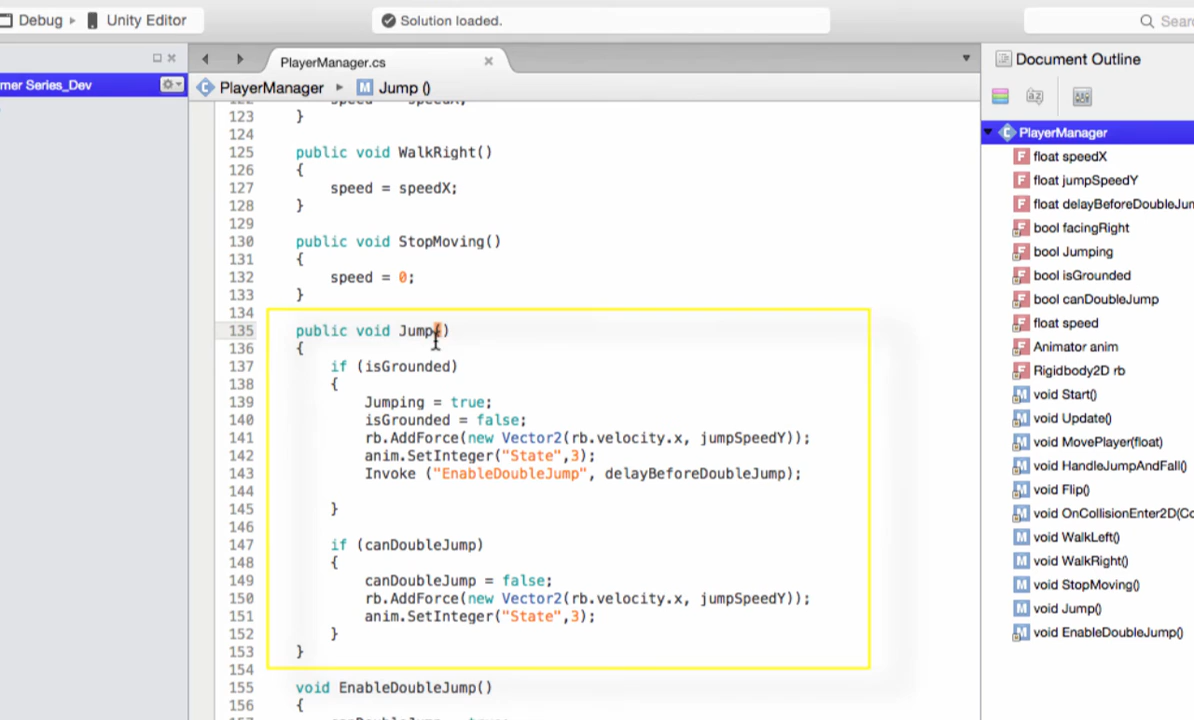 Debug ▸ Unity Editor
Solution loaded.
PlayerManager.cs
mer Series_Dev
PlayerManager ▸ M Jump ()
123 }
124
125 public void WalkRight()
126 {
127 speed = speedX;
128 }
129
130 public void StopMoving()
131 {
132 speed = 0;
133 }
134
135 public void Jump()
136 {
137 if (isGrounded)
138 {
139 Jumping = true;
140 isGrounded = false;
141 rb.AddForce(new Vector2(rb.velocity.x, jumpSpeedY));
142 anim.SetInteger("State",3);
143 Invoke ("EnableDoubleJump", delayBeforeDoubleJump);
144
145 }
146
147 if (canDoubleJump)
148 {
149 canDoubleJump = false;
150 rb.AddForce(new Vector2(rb.velocity.x, jumpSpeedY));
151 anim.SetInteger("State",3);
152 }
153 }
154
155 void EnableDoubleJump()
156 {
Sear
Document Outline
C PlayerManager
F float speedX
F float jumpSpeedY
F float delayBeforeDoubleJum
F bool facingRight
F bool Jumping
F bool isGrounded
F bool canDoubleJump
F float speed
F Animator anim
F Rigidbody2D rb
M void Start()
M void Update()
M void MovePlayer(float)
M void HandleJumpAndFall()
M void Flip()
M void OnCollisionEnter2D(Co
M void WalkLeft()
M void WalkRight()
M void StopMoving()
M void Jump()
M void EnableDoubleJump()